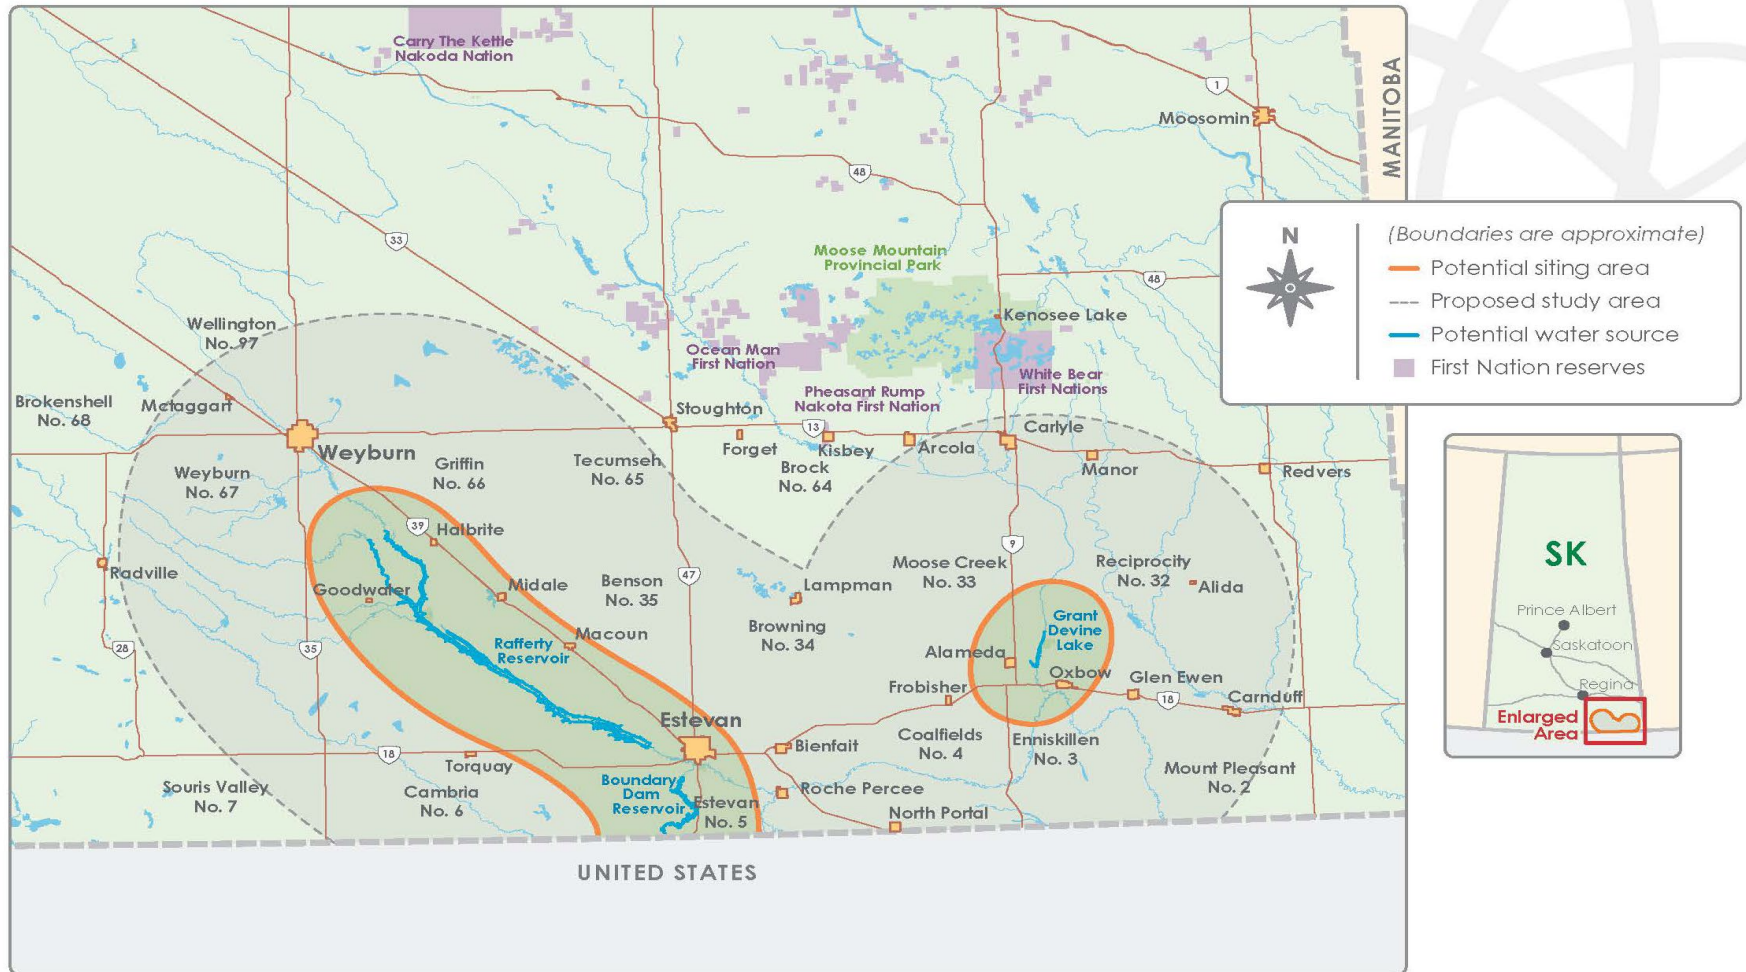 Carry The Kettle
Nakoda Nation
1
Moosomin
MANITOBA
48
33
Moose Mountain
Provincial Park
48
Kenosee Lake
N
(Boundaries are approximate)
Potential siting area
Proposed study area
Potential water source
First Nation reserves
Wellington
No. 97
Ocean Man
First Nation
White Bear
First Nations
Pheasant Rump
Nakota First Nation
Brokenshell
No. 68
Mctaggart
Stoughton
13
Forget
Kisbey
Arcola
Carlyle
Manor
Redvers
Weyburn
Weyburn
No. 67
Griffin
No. 66
Tecumseh
No. 65
Brock
No. 64
39
Halbrite
9
Radville
Goodwater
Midale
Benson
No. 35
47
Lampman
Moose Creek
No. 33
Reciprocity
No. 32
Alida
28
35
Rafferty
Reservoir
Macoun
Browning
No. 34
Grant
Devine
Lake
Alameda
Oxbow
Frobisher
Glen Ewen
18
Carnduff
Estevan
Bienfait
Coalfields
No. 4
Enniskillen
No. 3
18
Torquay
Souris Valley
No. 7
Cambria
No. 6
Boundary
Dam
Reservoir
Estevan
No. 5
Roche Percee
North Portal
Mount Pleasant
No. 2
UNITED STATES
SK
Prince Albert
Saskatoon
Regina
Enlarged
Area